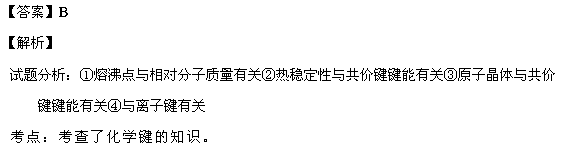 【答案】B
【解析】
试题分析：①熔沸点与相对分子质量有关②热稳定性与共价键键能有关③原子晶体与共价
键键能有关④与离子键有关
考点：考查了化学键的知识。